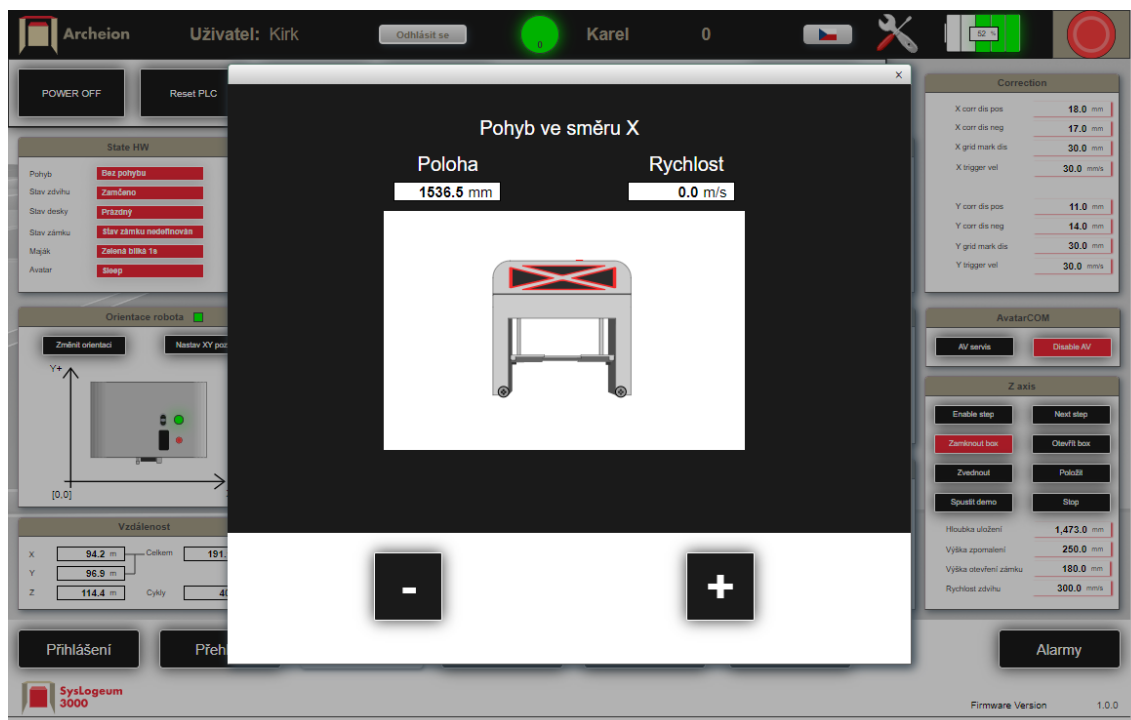 Archeion
Uživatel: Kirk
Odhlásit se
0
Karel
0
52 %
POWER OFF
Reset PLC
x
Pohyb ve směru X
Poloha
Rychlost
1536.5 mm
0.0 m/s
-
+
State HW
Pohyb Bez pohybu
Stav zdvihu Zamčeno
Stav desky Prázdný
Stav zámku Stav zámku nedefinován
Maják Zelená bliká 1s
Avatar Sleep
Orientace robota
Změnit orientaci
Nastav XY poz
Y+
[0.0]
Vzdálenost
X 94.2 m Celkem 191.
Y 96.9 m
Z 114.4 m Cykly 40
Correction
X corr dis pos 18.0 mm
X corr dis neg 17.0 mm
X grid mark dis 30.0 mm
X trigger vel 30.0 mm/s
Y corr dis pos 11.0 mm
Y corr dis neg 14.0 mm
Y grid mark dis 30.0 mm
Y trigger vel 30.0 mm/s
AvatarCOM
AV servis
Disable AV
Z axis
Enable step
Next step
Zamknout box
Otevřít box
Zvednout
Položit
Spustit demo
Stop
Hloubka uložení 1,473.0 mm
Výška zpomalení 250.0 mm
Výška otevření zámku 180.0 mm
Rychlost zdvihu 300.0 mm/s
Přihlášení
Přeh
Alarmy
SysLogeum
3000
Firmware Version 1.0.0